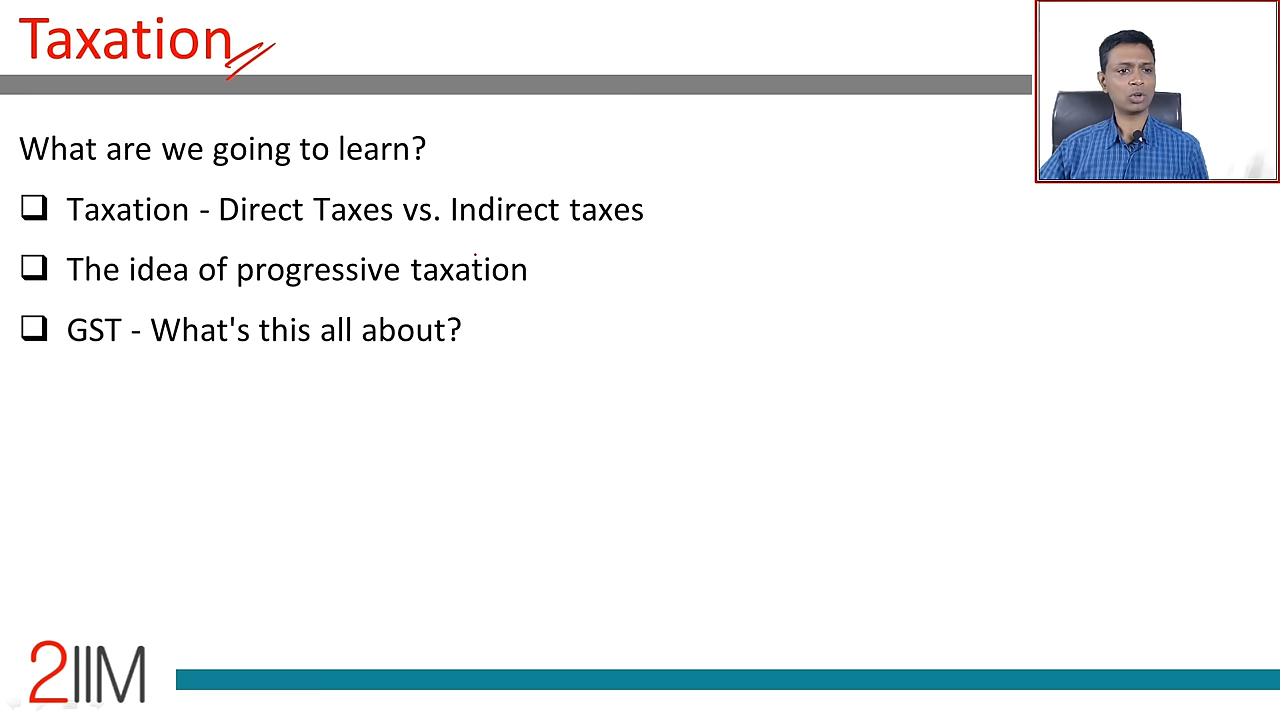 Taxation
What are we going to learn?
Taxation - Direct Taxes vs. Indirect taxes
The idea of progressive taxation
GST - What's this all about?
2IIM